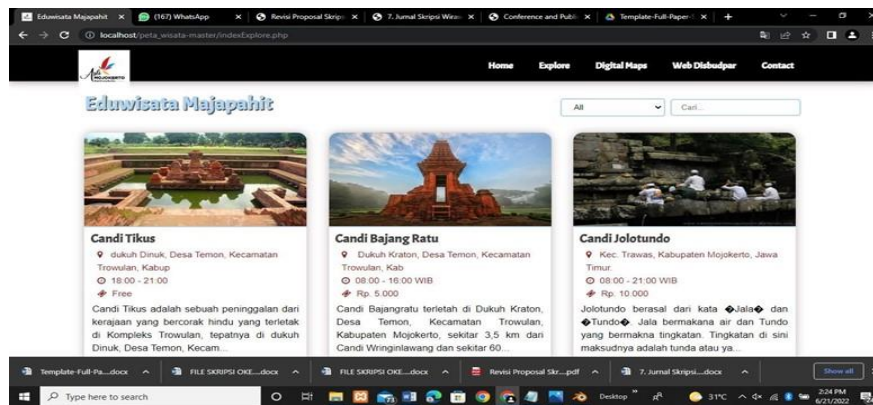 Eduwisata Majapahit
(167) WhatsApp
Revisi Proposal Skrip
7. Jurnal Skripsi Wea
Conference and Publi
Template-Full-Paper-
localhost/peta_wisata-master/indexExplore.php
MOJOKERTO
Home Explore Digital Maps Web Disbudpar Contact
Eduwisata Majapahit
All
Cari...
Candi Tikus
dukuh Dinuk, Desa Temon, Kecamatan
Trowulan, Kabup
18:00 - 21:00
Free
Candi Tikus adalah sebuah peninggalan dari
kerajaan yang bercorak hindu yang terletak
di Kompleks Trowulan, tepatnya di dukuh
Dinuk, Desa Temon, Kecam...
Candi Bajang Ratu
Dukuh Kraton, Desa Temon, Kecamatan
Trowulan, Kab
08:00 - 16:00 WIB
Rp. 5.000
Candi Bajangratu terletak di Dukuh Kraton,
Desa Temon, Kecamatan Trowulan,
Kabupaten Mojokerto, sekitar 3,5 km dari
Candi Wringinlawang dan sekitar 60...
Candi Jolotundo
Kec. Trawas, Kabupaten Mojokerto, Jawa
Timur.
08:00 - 21:00 WIB
Rp. 10.000
Jolotundo berasal dari kata �Jala� dan
�Tundo�. Jala bermakana air dan Tundo
yang bermakna tingkatan. Tingkatan di sini
maksudnya adalah tunda atau ya...
Template-Full-Pa....docx
FILE SKRIPSI OKE....docx
FILE SKRIPSI OKE....docx
Revisi Proposal Skr....pdf
7. Jurnal Skripsi....docx
Show all
Type here to search
Desktop
31°C
2:24 PM
6/21/2022